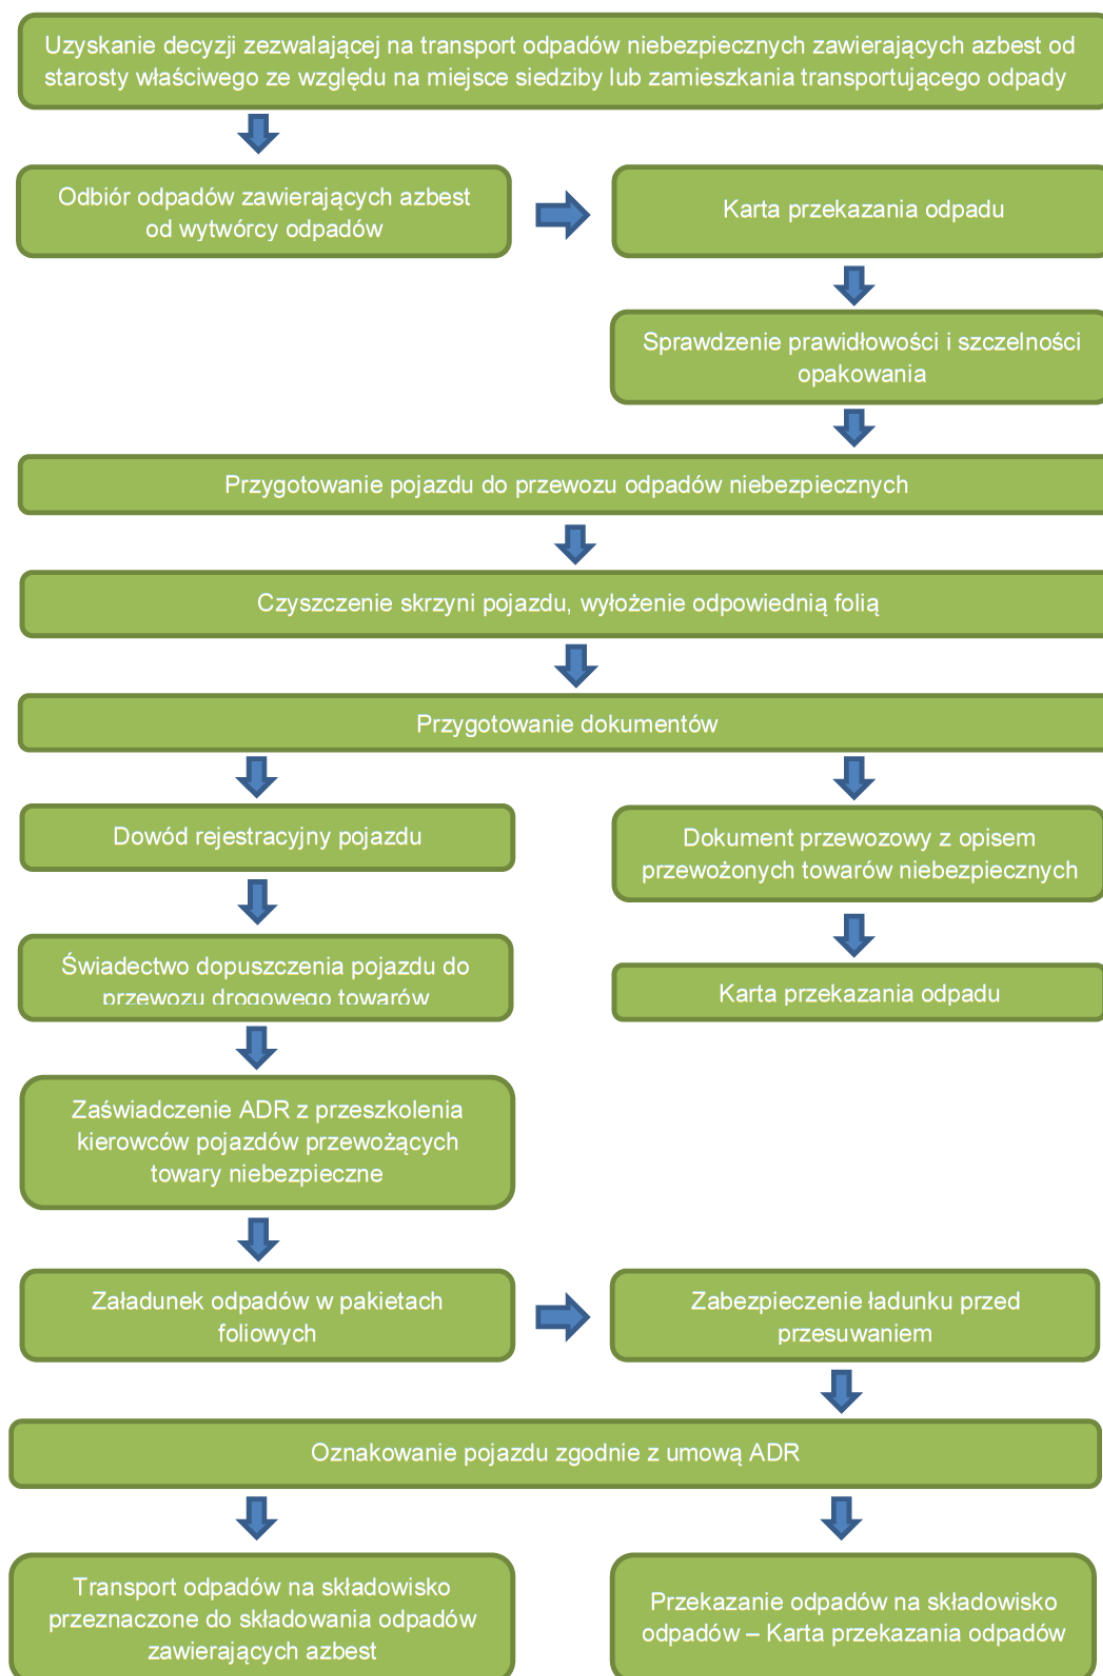 Uzyskanie decyzji zezwalającej na transport odpadów niebezpiecznych zawierających azbest od
starosty właściwego ze względu na miejsce siedziby lub zamieszkania transportującego odpady
Odbiór odpadów zawierających azbest
od wytwórcy odpadów
Karta przekazania odpadu
Sprawdzenie prawidłowości i szczelności
opakowania
Przygotowanie pojazdu do przewozu odpadów niebezpiecznych
Czyszczenie skrzyni pojazdu, wyłożenie odpowiednią folią
Przygotowanie dokumentów
Dowód rejestracyjny pojazdu
Świadectwo dopuszczenia pojazdu do
przewozu drogowego towarów
Zaświadczenie ADR z przeszkolenia
kierowców pojazdów przewożących
towary niebezpieczne
Dokument przewozowy z opisem
przewożonych towarów niebezpiecznych
Karta przekazania odpadu
Załadunek odpadów w pakietach
foliowych
Zabezpieczenie ładunku przed
przesuwaniem
Oznakowanie pojazdu zgodnie z umową ADR
Transport odpadów na składowisko
przeznaczone do składowania odpadów
zawierających azbest
Przekazanie odpadów na składowisko
odpadów – Karta przekazania odpadów